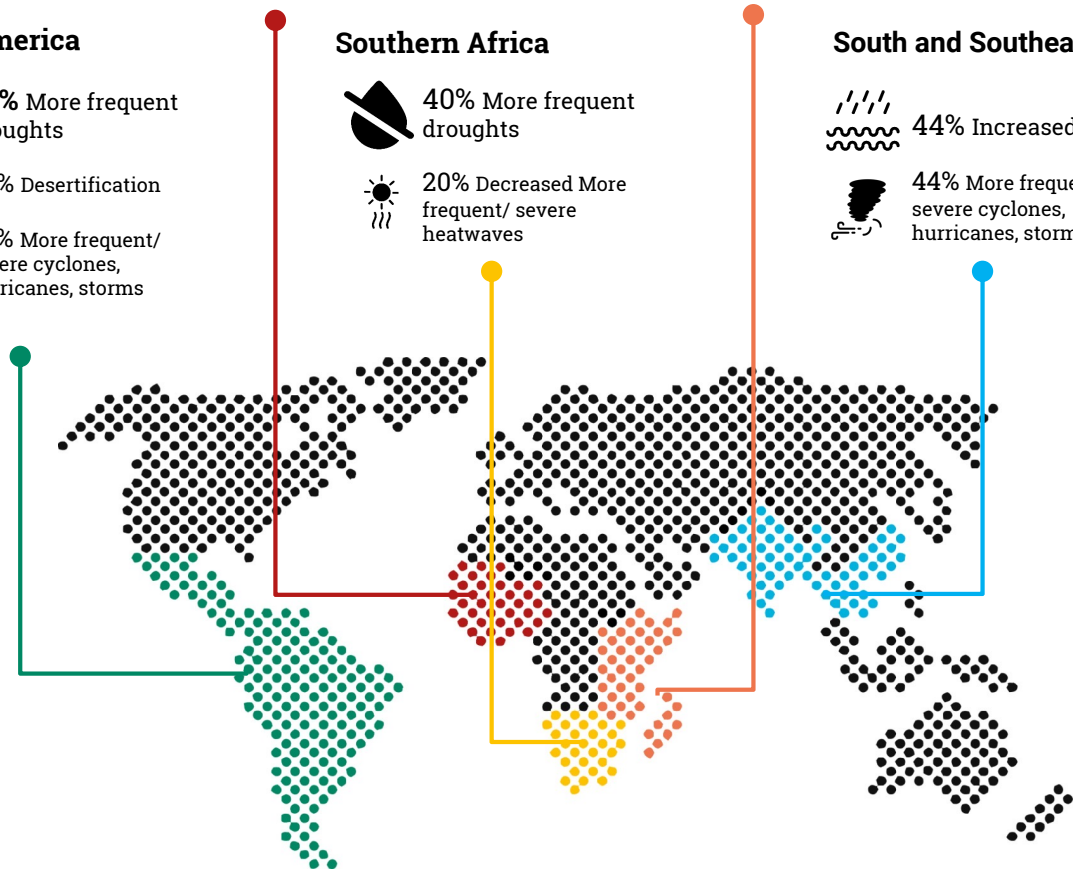 merica
% More frequent
oughts
% Desertification
% More frequent/
ere cyclones,
ricanes, storms
Southern Africa
40% More frequent
droughts
20% Decreased More
frequent/ severe
heatwaves
South and Southea
44% Increased
44% More freque
severe cyclones,
hurricanes, storm